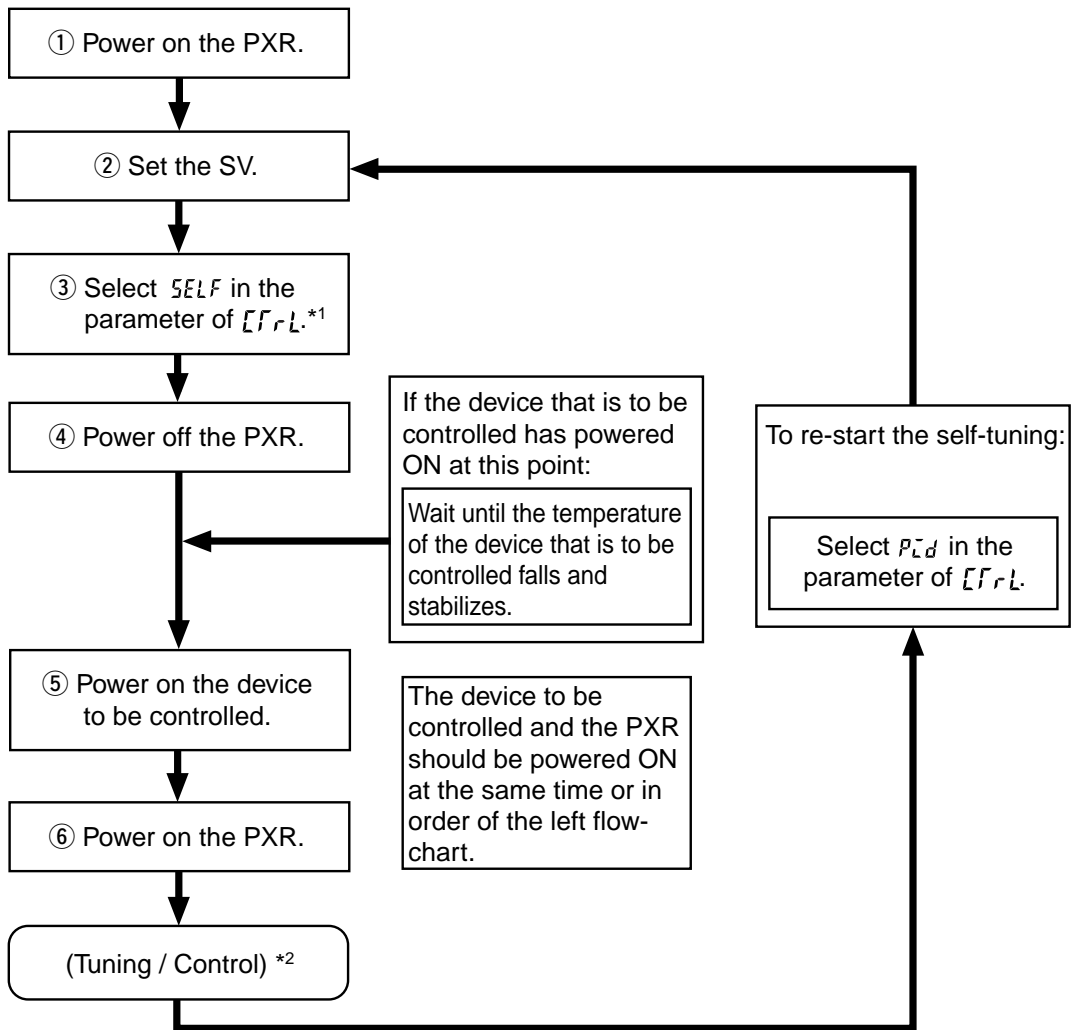 ① Power on the PXR.
② Set the SV.
③ Select SELF in the
parameter of CTrL.*1
④ Power off the PXR.
If the device that is to be
controlled has powered
ON at this point:
Wait until the temperature
of the device that is to be
controlled falls and
stabilizes.
To re-start the self-tuning:
Select Pid in the
parameter of CTrL.
⑤ Power on the device
to be controlled.
The device to be
controlled and the PXR
should be powered ON
at the same time or in
order of the left flow-
chart.
⑥ Power on the PXR.
(Tuning / Control) *2